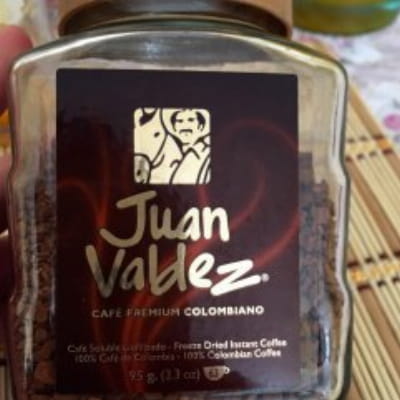 Juan
Valdez®
CAFÉ PREMIUM COLOMBIANO
Café Soluble Liofilizado - Freeze Dried Instant Coffee
100% Café de Colombia - 100% Colombian Coffee
95 g. (3.3 oz)